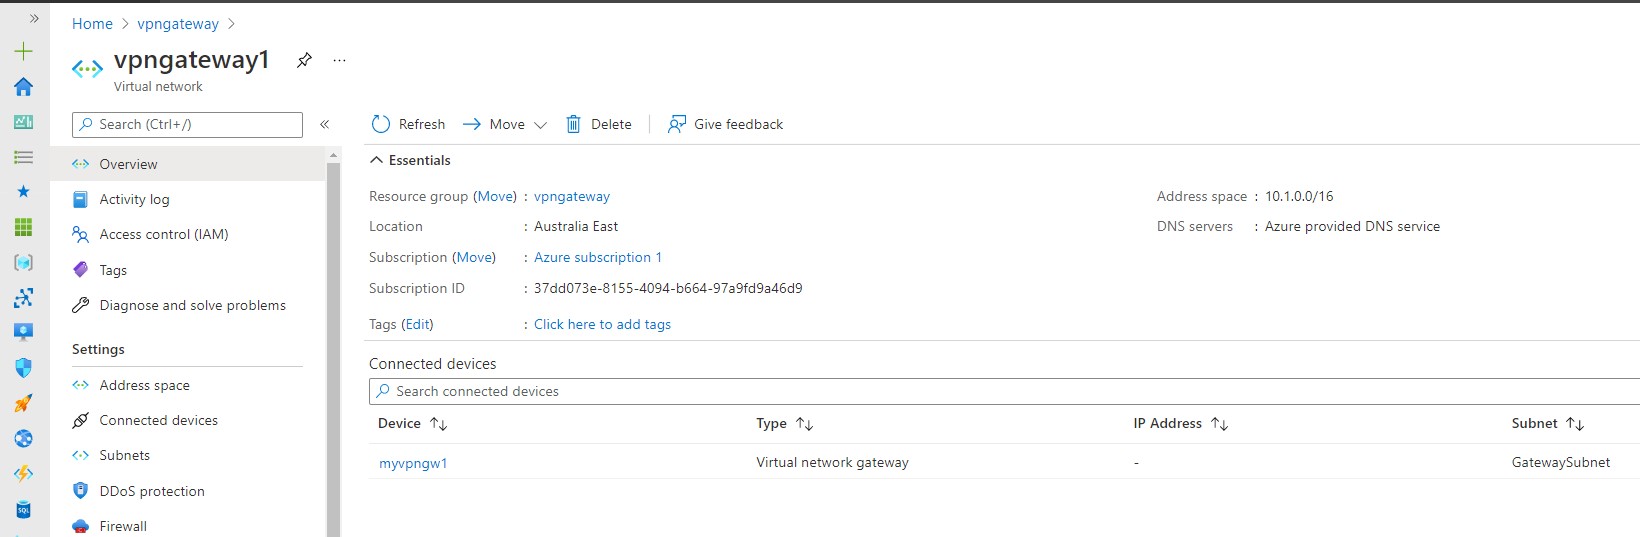 Home > vpngateway >
vpngateway1
Virtual network
Search (Ctrl+/)
Overview
Activity log
Access control (IAM)
Tags
Diagnose and solve problems
Settings
Address space
Connected devices
Subnets
DDoS protection
Firewall
Refresh Move Delete Give feedback
Essentials
Resource group (Move) : vpngateway
Location : Australia East
Subscription (Move) : Azure subscription 1
Subscription ID : 37dd073e-8155-4094-b664-97a9fd9a46d9
Tags (Edit) : Click here to add tags
Address space : 10.1.0.0/16
DNS servers : Azure provided DNS service
Connected devices
Search connected devices
Device Type IP Address Subnet
myvpngw1 Virtual network gateway - GatewaySubnet